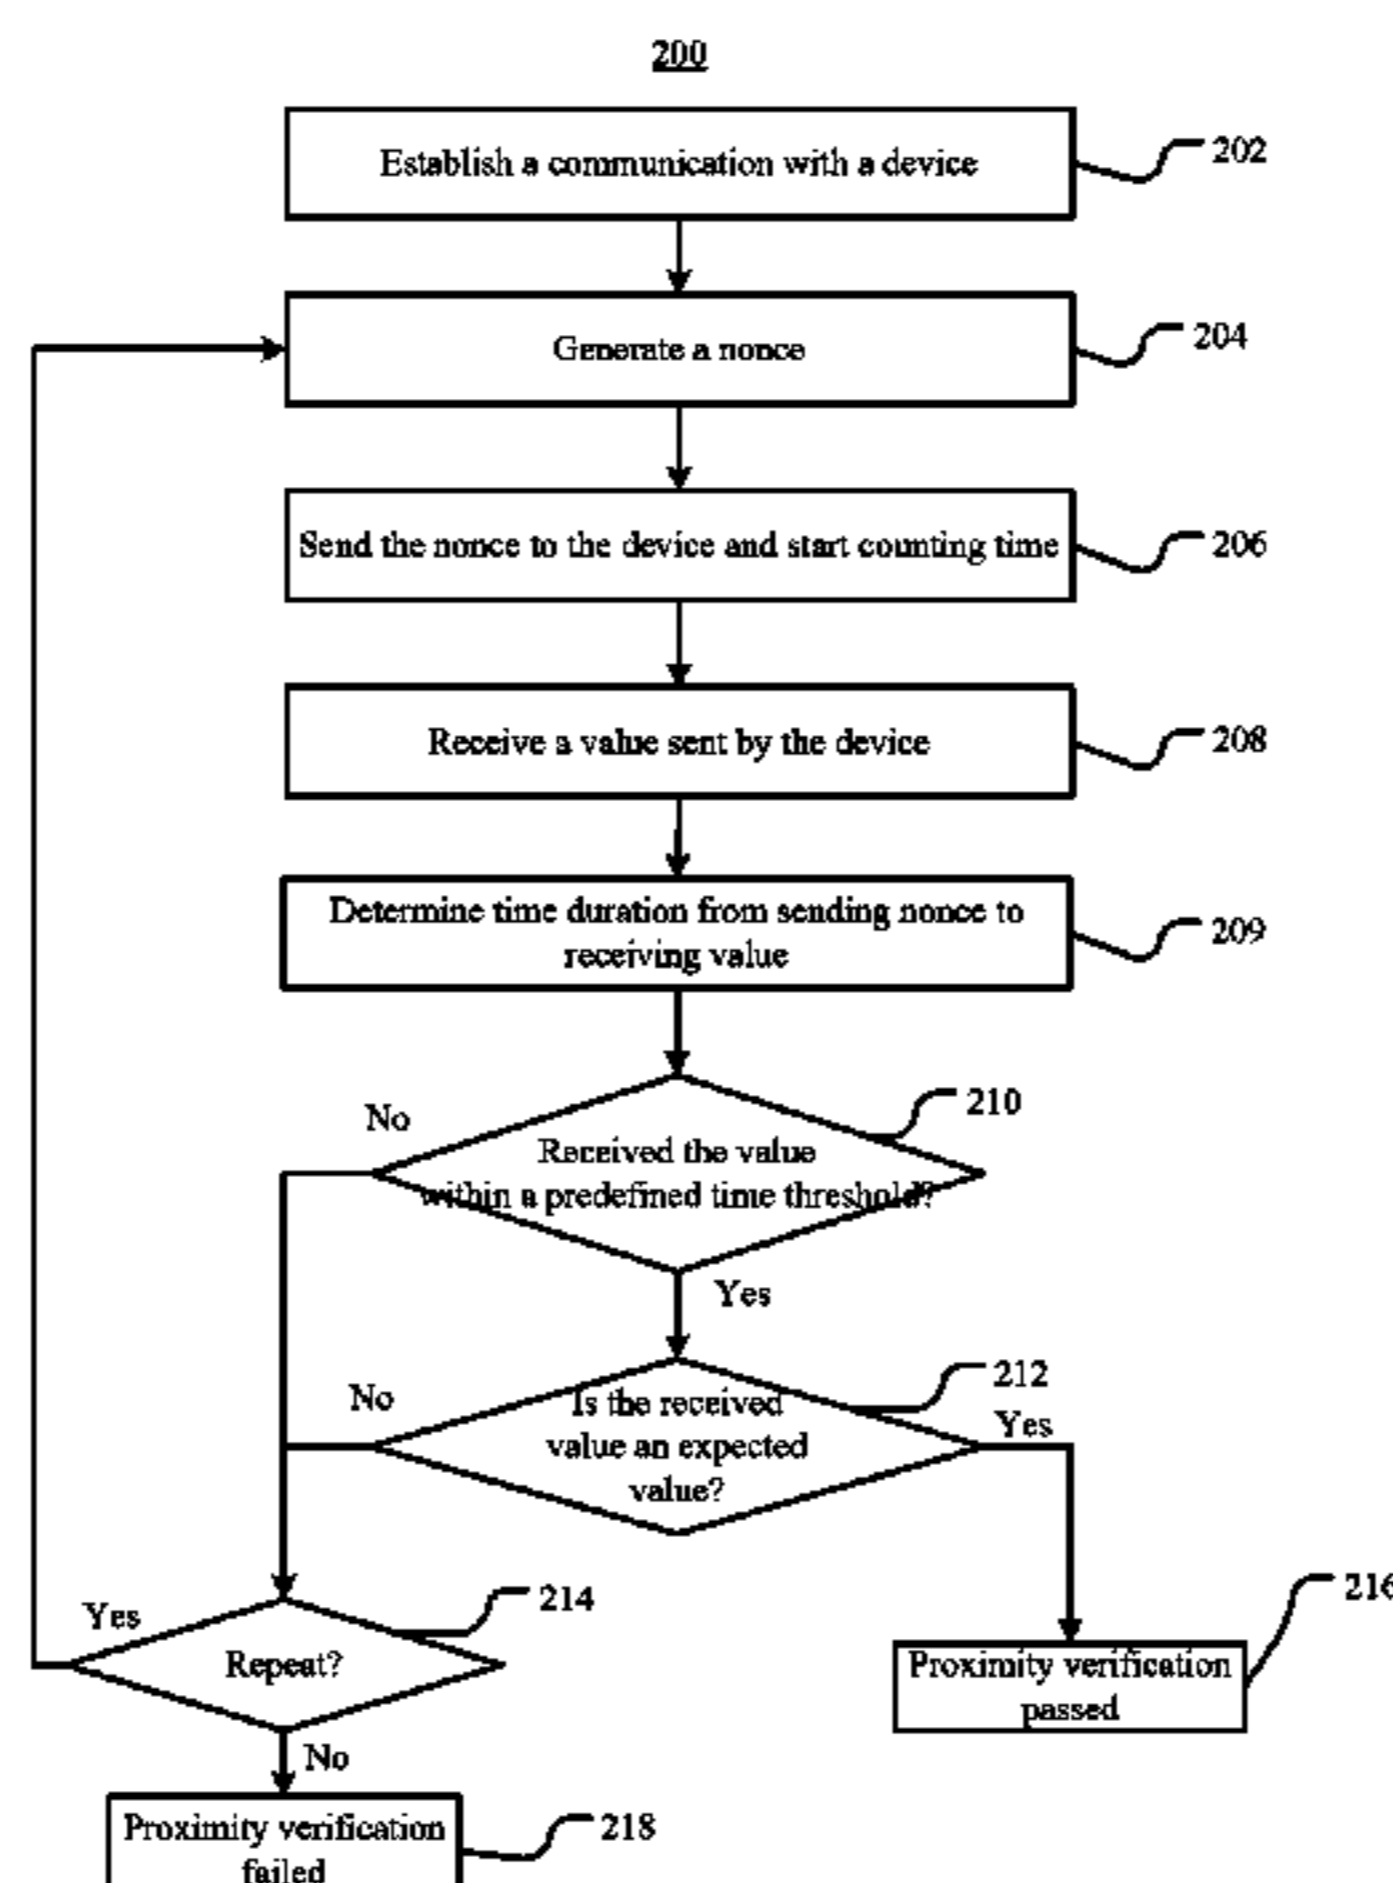 200
Establish a communication with a device
202
Generate a nonce
204
Send the nonce to the device and start counting time
206
Receive a value sent by the device
208
Determine time duration from sending nonce to
receiving value
209
210
No
Received the value
within a predefined time threshold?
Yes
212
No
Is the received
value an expected
value?
Yes
214
216
Yes
Repeat?
Proximity verification
passed
No
Proximity verification
failed
218